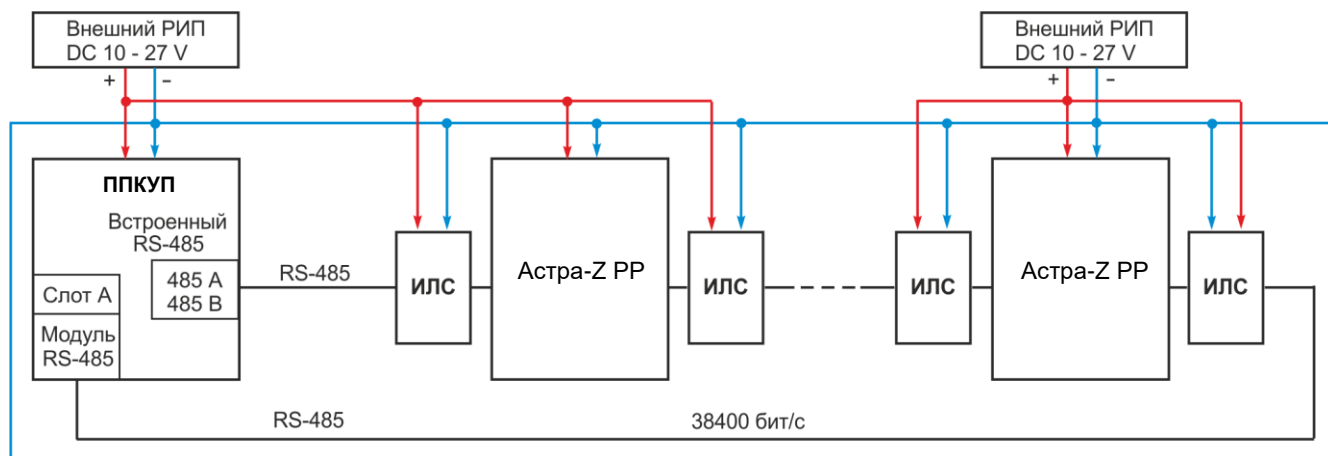 Внешний РИП
DC 10 - 27 V
+
-
Внешний РИП
DC 10 - 27 V
+
-
ППКУП
Встроенный
RS-485
485 A
485 B
Слот A
Модуль
RS-485
RS-485
ИЛС
Астра-Z РР
ИЛС
ИЛС
Астра-Z РР
ИЛС
RS-485
38400 бит/с